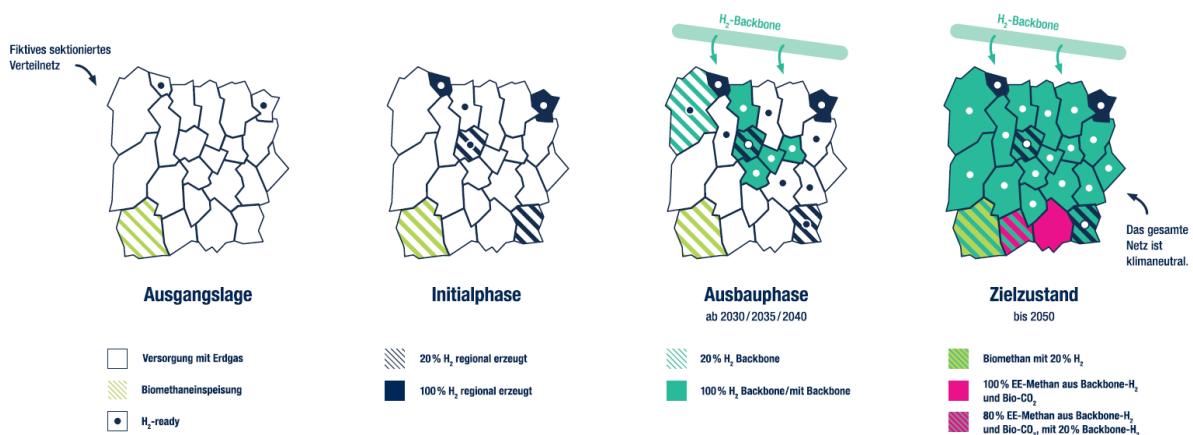 H₂-Backbone
H₂-Backbone
Fiktives sektioniertes
Verteilnetz
Das gesamte
Netz ist
klimaneutral.
Ausgangslage
Initialphase
Ausbauphase
ab 2030/2035/2040
Zielzustand
bis 2050
Versorgung mit Erdgas
Biomethaneinspeisung
H₂-ready
20% H₂ regional erzeugt
100% H₂ regional erzeugt
20% H₂ Backbone
100% H₂ Backbone/mit Backbone
Biomethan mit 20% H₂
100% EE-Methan aus Backbone-H₂
und Bio-CO₂
80% EE-Methan aus Backbone-H₂
und Bio-CO₂, mit 20% Backbone-H₂